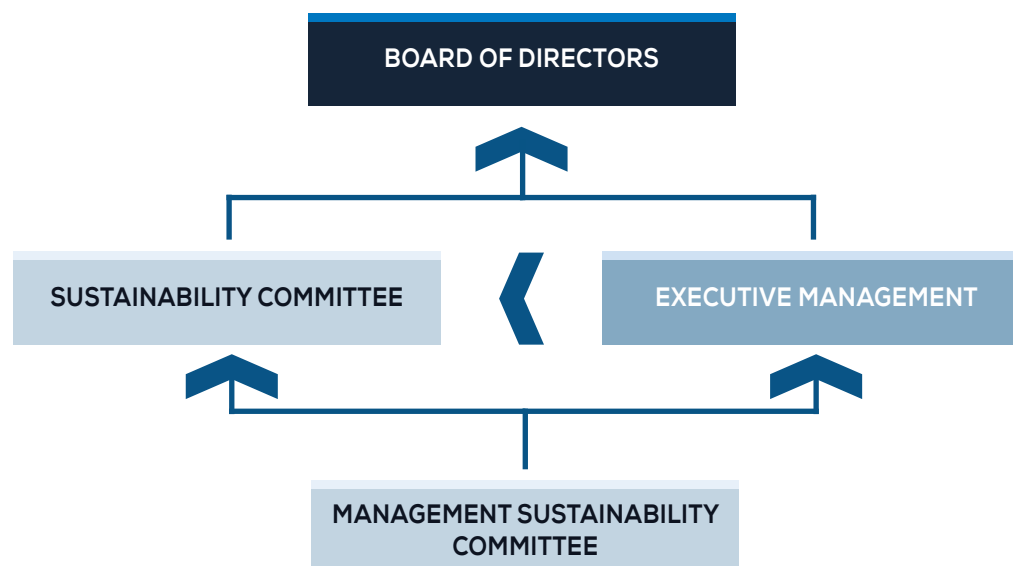 BOARD OF DIRECTORS
SUSTAINABILITY COMMITTEE
EXECUTIVE MANAGEMENT
MANAGEMENT SUSTAINABILITY
COMMITTEE